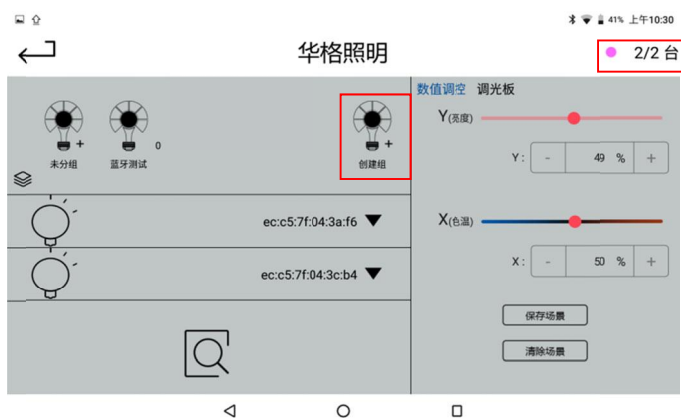 41% 上午10:30
华格照明
2/2 台
数值调空 调光板
Y(亮度)
+
0
+
未分组
蓝牙测试
创建组
Y :
-
49 %
+
ec:c5:7f:04:3a:f6
X(色温)
ec:c5:7f:04:3c:b4
X :
-
50 %
+
保存场景
清除场景